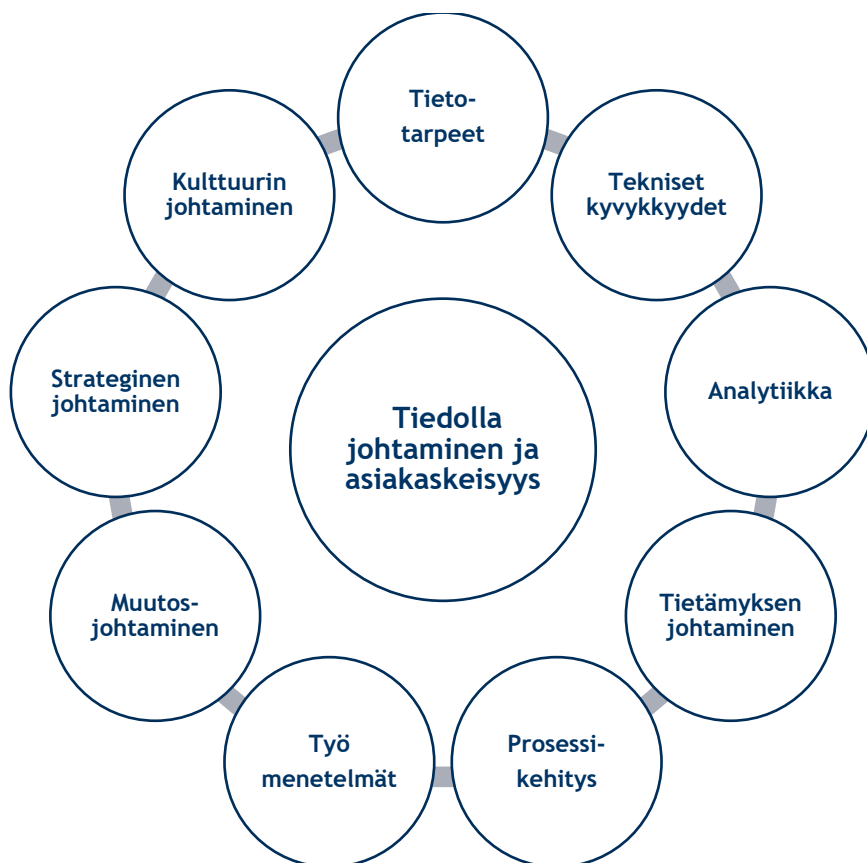 Tieto-
tarpeet
Tekniset
kyvykkyydet
Analytiikka
Tietämyksen
johtaminen
Prosessi-
kehitys
Työ
menetelmät
Muutos-
johtaminen
Strateginen
johtaminen
Kulttuurin
johtaminen
Tiedolla
johtaminen ja
asiakaskeisyys